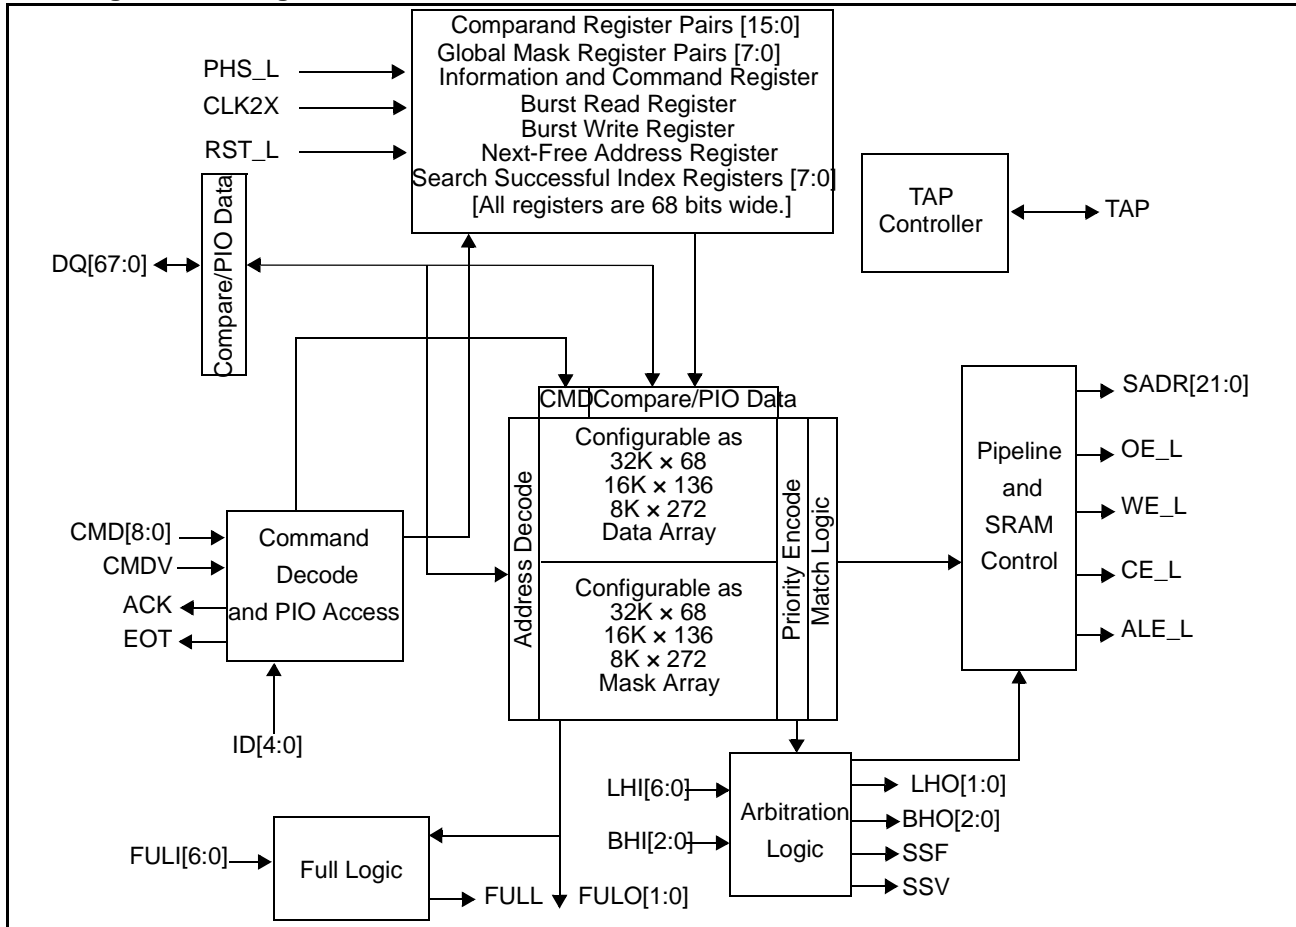 Comparand Register Pairs [15:0]
Global Mask Register Pairs [7:0]
Information and Command Register
Burst Read Register
Burst Write Register
Next-Free Address Register
Search Successful Index Registers [7:0]
[All registers are 68 bits wide.]
PHS_L
CLK2X
RST_L
TAP
Controller
TAP
DQ[67:0]
Compare/PIO Data
CMD
Compare/PIO Data
Address Decode
Configurable as
32K × 68
16K × 136
8K × 272
Data Array
Configurable as
32K × 68
16K × 136
8K × 272
Mask Array
Priority Encode
Match Logic
Pipeline
and
SRAM
Control
SADR[21:0]
OE_L
WE_L
CE_L
ALE_L
CMD[8:0]
CMDV
ACK
EOT
Command
Decode
and PIO Access
ID[4:0]
LHI[6:0]
BHI[2:0]
Arbitration
Logic
LHO[1:0]
BHO[2:0]
SSF
SSV
FULI[6:0]
Full Logic
FULL
FULO[1:0]